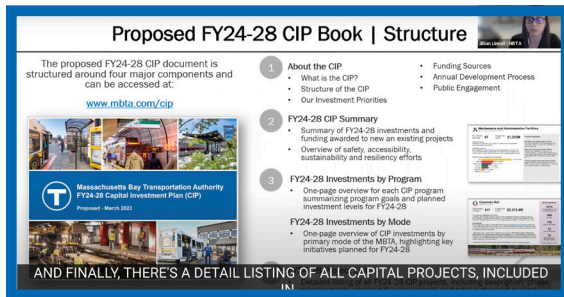 Proposed FY24-28 CIP Book | Structure
Jillian Linnell MBTA
The proposed FY24-28 CIP document is
structured around four major components and
can be accessed at:
www.mbta.com/cip
Massachusetts Bay Transportation Authority
FY24-28 Capital Investment Plan (CIP)
Proposed - March 2023
1
About the CIP
• What is the CIP?
• Structure of the CIP
• Our Investment Priorities
• Funding Sources
• Annual Development Process
• Public Engagement
2
FY24-28 CIP Summary
• Summary of FY24-28 investments and
funding awarded to new an existing projects
• Overview of safety, accessibility,
sustainability and resiliency efforts
3
FY24-28 Investments by Program
• One-page overview for each CIP program
summarizing program goals and planned
investment levels for FY24-28
FY24-28 Investments by Mode
• One-page overview of CIP investments by
primary mode of the MBTA, highlighting key
initiatives planned for FY24-28
Maintenance and Administrative Facilities
Commuter Rail
AND FINALLY, THERE'S A DETAIL LISTING OF ALL CAPITAL PROJECTS, INCLUDED
IN